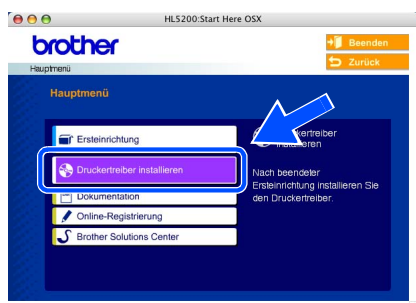 HL5200:Start Here OSX
brother
Beenden
Zurück
Hauptmenü
Hauptmenü
Ersteinrichtung
Druckertreiber installieren
Dokumentation
Online-Registrierung
Brother Solutions Center
Nach beendeter
Ersteinrichtung installieren Sie
den Druckertreiber.